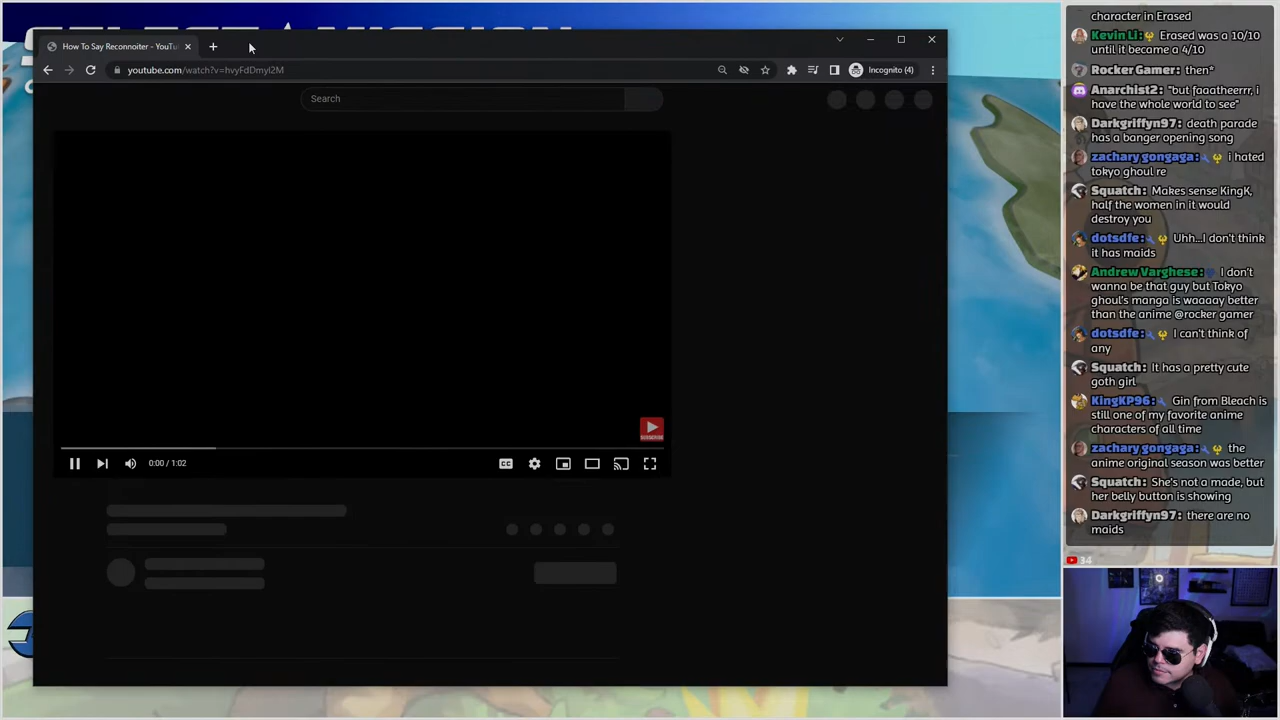 How To Say Reconnoiter - YouTu
youtube.com/watch?v=hvyFdDmyI2M
Incognito (4)
Search
SUBSCRIBE
0:00 / 1:02
CC
character in Erased
Kevin Li: Erased was a 10/10
until it became a 4/10
Rocker Gamer: then*
Anarchist2: "but faaatheerrr, i
have the whole world to see"
Darkgriffyn97: death parade
has a banger opening song
zachary gongaga: i hated
tokyo ghoul re
Squatch: Makes sense KingK,
half the women in it would
destroy you
dotsdfe: Uhh...I don't think
it has maids
Andrew Varghese: I don't
wanna be that guy but Tokyo
ghoul's manga is waaaay better
than the anime @rocker gamer
dotsdfe: I can't think of
any
Squatch: It has a pretty cute
goth girl
KingKP96: Gin from Bleach is
still one of my favorite anime
characters of all time
zachary gongaga: the
anime original season was better
Squatch: She's not a made, but
her belly button is showing
Darkgriffyn97: there are no
maids
34